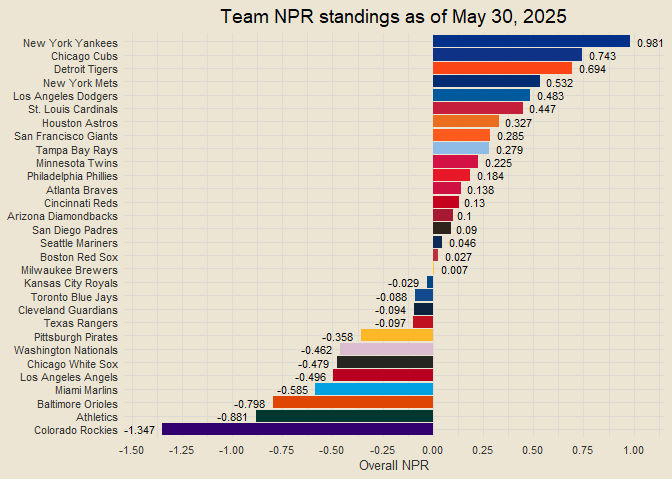 Team NPR standings as of May 30, 2025
New York Yankees 0.981
Chicago Cubs 0.743
Detroit Tigers 0.694
New York Mets 0.532
Los Angeles Dodgers 0.483
St. Louis Cardinals 0.447
Houston Astros 0.327
San Francisco Giants 0.285
Tampa Bay Rays 0.279
Minnesota Twins 0.225
Philadelphia Phillies 0.184
Atlanta Braves 0.138
Cincinnati Reds 0.13
Arizona Diamondbacks 0.1
San Diego Padres 0.09
Seattle Mariners 0.046
Boston Red Sox 0.027
Milwaukee Brewers 0.007
Kansas City Royals -0.029
Toronto Blue Jays -0.088
Cleveland Guardians -0.094
Texas Rangers -0.097
Pittsburgh Pirates -0.358
Washington Nationals -0.462
Chicago White Sox -0.479
Los Angeles Angels -0.496
Miami Marlins -0.585
Baltimore Orioles -0.798
Athletics -0.881
Colorado Rockies -1.347
-1.50 -1.25 -1.00 -0.75 -0.50 -0.25 0.00 0.25 0.50 0.75 1.00
Overall NPR